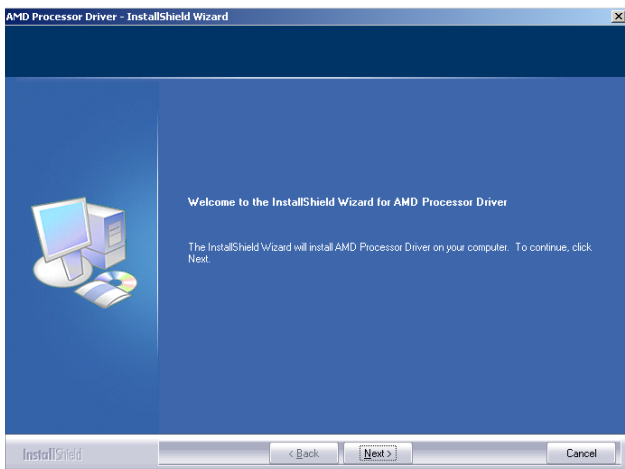 AMD Processor Driver - InstallShield Wizard
Welcome to the InstallShield Wizard for AMD Processor Driver
The InstallShield Wizard will install AMD Processor Driver on your computer. To continue, click
Next.
InstallShield
< Back
Next >
Cancel